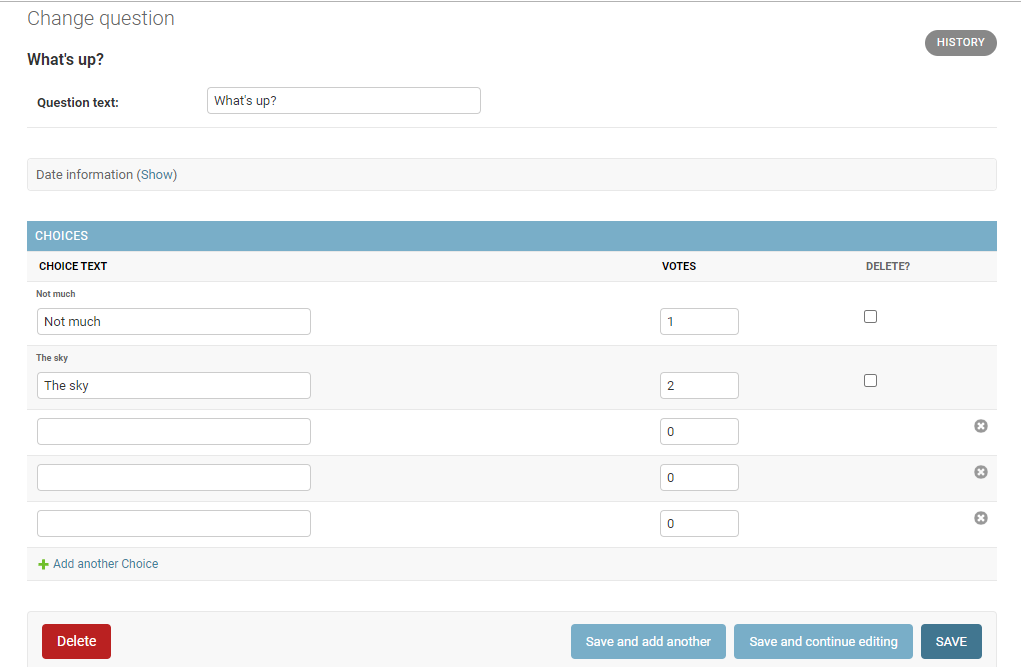 Change question
HISTORY
What's up?
Question text: What's up?
Date information (Show)
CHOICES
CHOICE TEXT VOTES DELETE?
Not much
Not much 1
The sky
The sky 2
0
0
0
Add another Choice
Delete Save and add another Save and continue editing SAVE